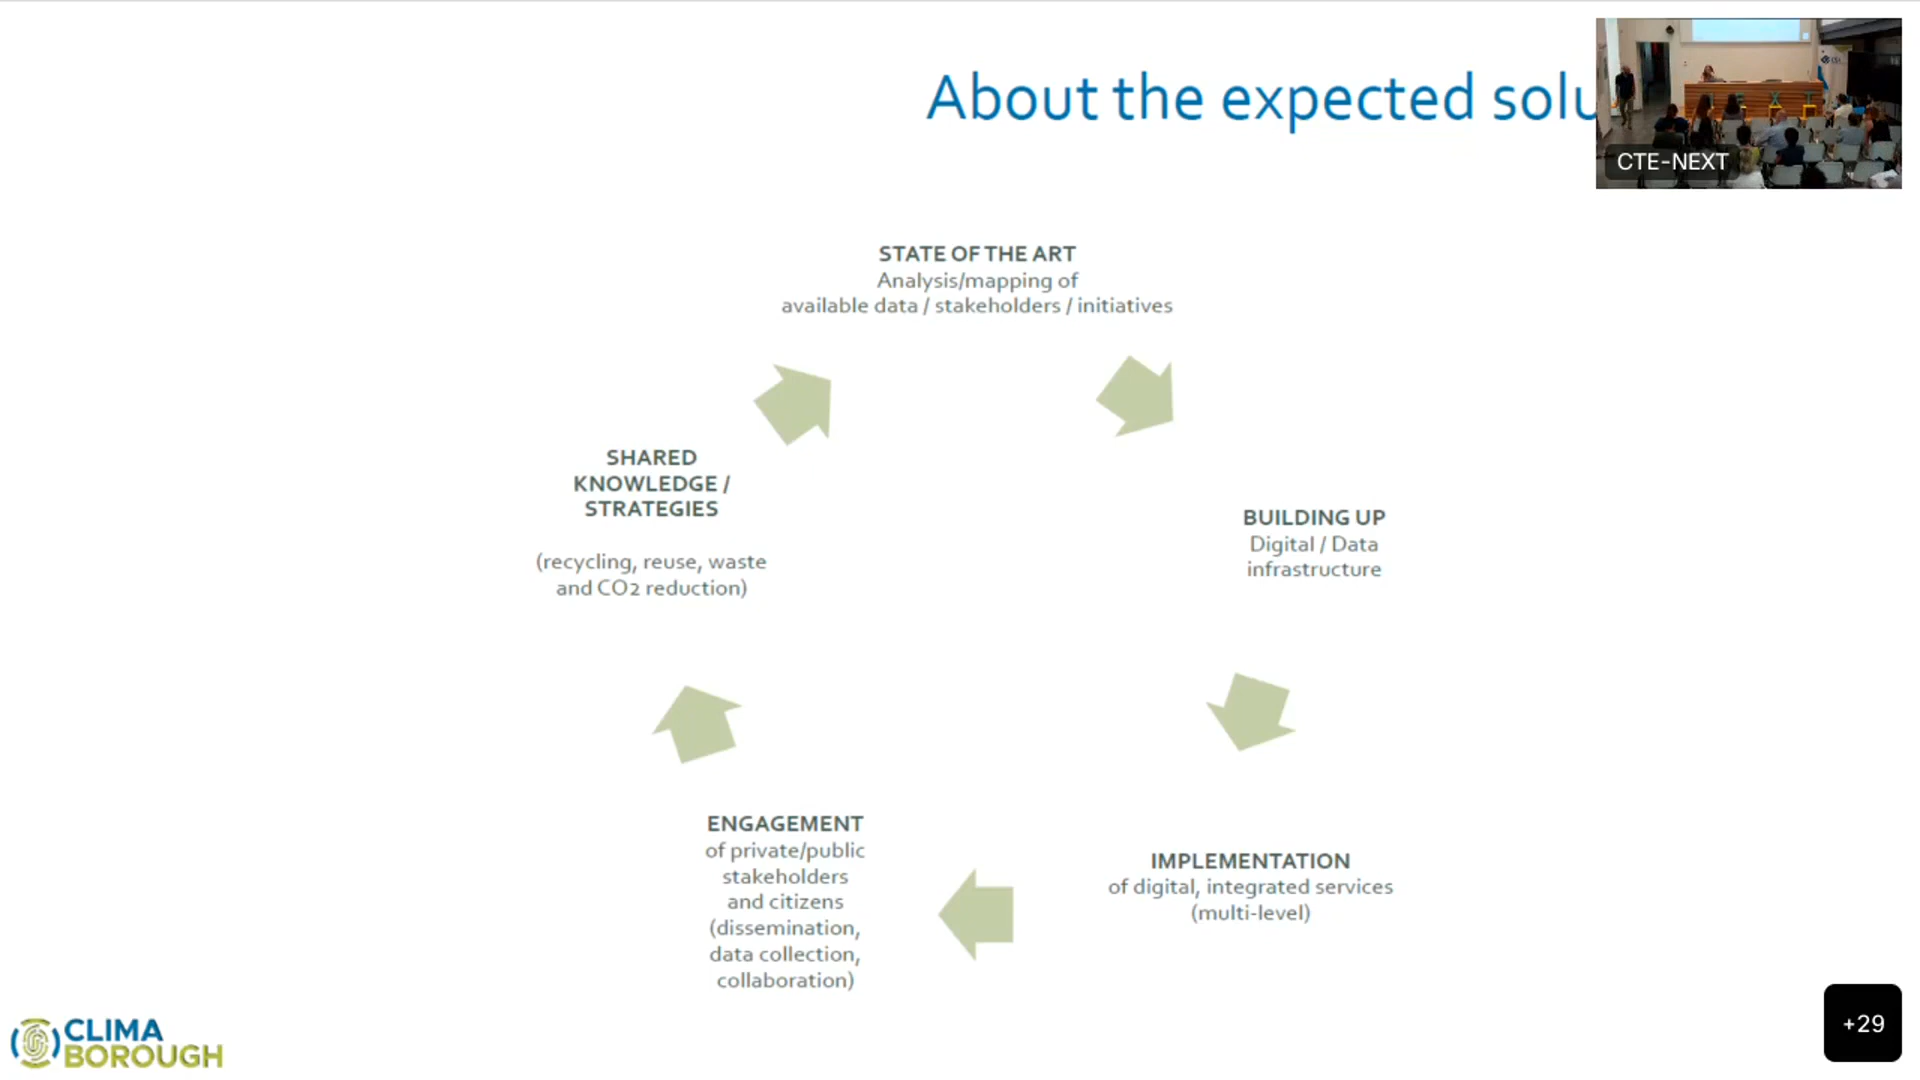 About the expected solu
CTE-NEXT
STATE OF THE ART
Analysis/mapping of
available data / stakeholders / initiatives
SHARED
KNOWLEDGE /
STRATEGIES
(recycling, reuse, waste
and CO2 reduction)
BUILDING UP
Digital / Data
infrastructure
ENGAGEMENT
of private/public
stakeholders
and citizens
(dissemination,
data collection,
collaboration)
IMPLEMENTATION
of digital, integrated services
(multi-level)
CLIMA
BOROUGH
+29